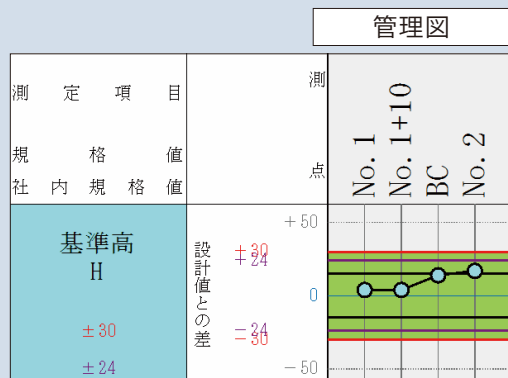 管理図
測定項目
規格値
社内規格値
測点
No. 1
No. 1+10
BC
No. 2
基準高
H
±30
±24
設計値との差
+50
+30
+24
0
-24
-30
-50